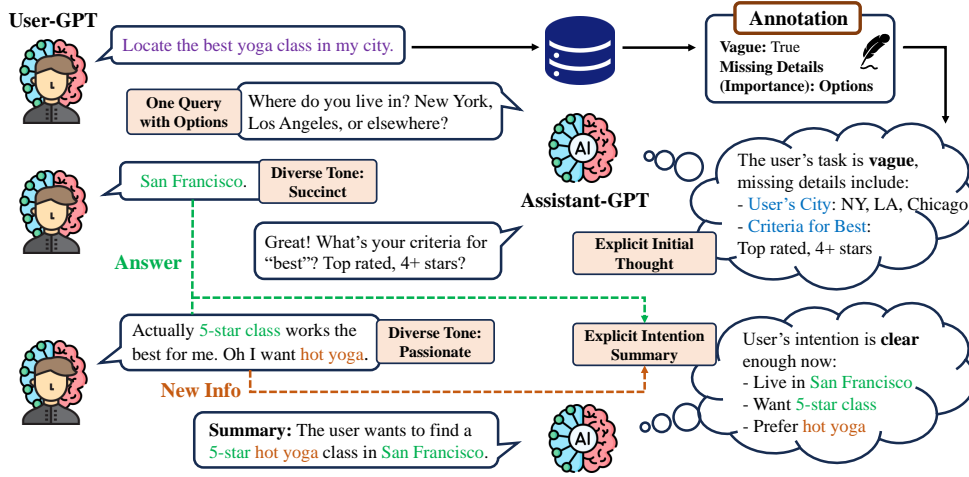 User-GPT
Locate the best yoga class in my city.
Annotation
Vague: True
Missing Details
(Importance): Options
One Query
with Options
Where do you live in? New York,
Los Angeles, or elsewhere?
AI
Assistant-GPT
The user's task is vague,
missing details include:
- User's City: NY, LA, Chicago
- Criteria for Best:
Top rated, 4+ stars
San Francisco.
Diverse Tone:
Succinct
Great! What's your criteria for
“best”? Top rated, 4+ stars?
Explicit Initial
Thought
Answer
Actually 5-star class works the
best for me. Oh I want hot yoga.
Diverse Tone:
Passionate
Explicit Intention
Summary
User's intention is clear
enough now:
- Live in San Francisco
- Want 5-star class
- Prefer hot yoga
New Info
Summary: The user wants to find a
5-star hot yoga class in San Francisco.
AI